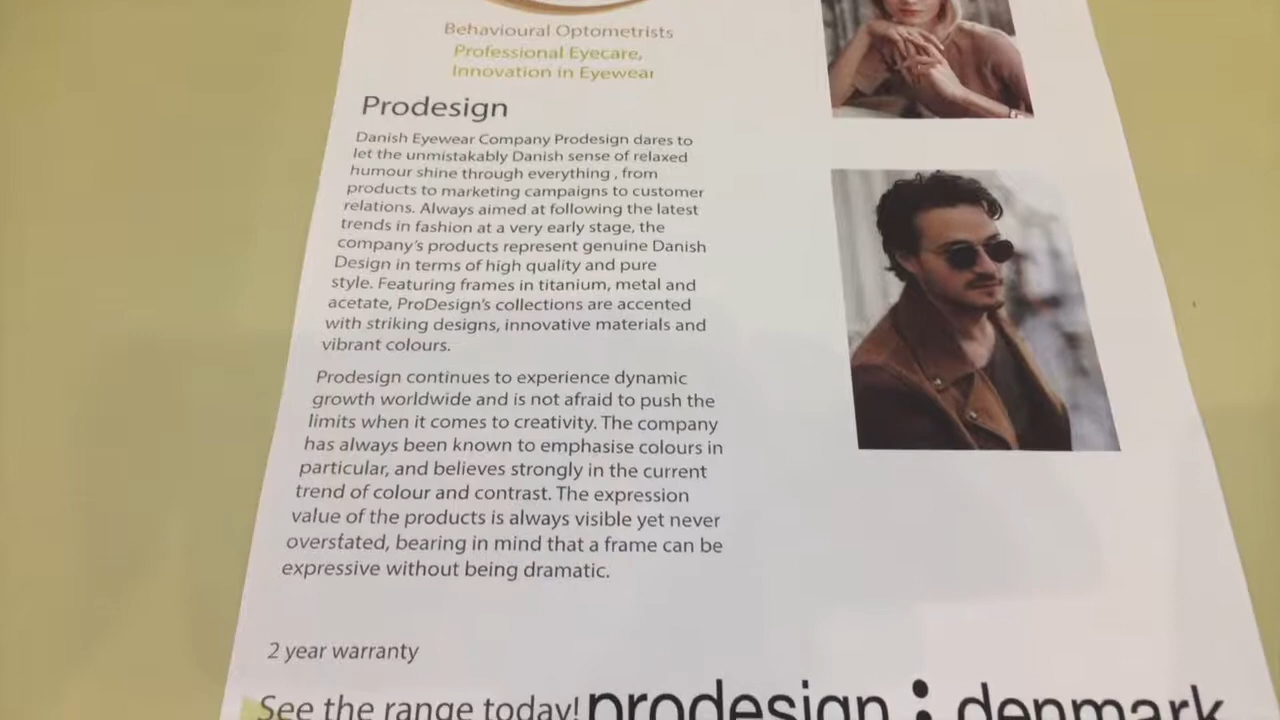 Behavioural Optometrists
Professional Eyecare,
Innovation in Eyewear
Prodesign
Danish Eyewear Company Prodesign dares to
let the unmistakably Danish sense of relaxed
humour shine through everything , from
products to marketing campaigns to customer
relations. Always aimed at following the latest
trends in fashion at a very early stage, the
company's products represent genuine Danish
Design in terms of high quality and pure
style. Featuring frames in titanium, metal and
acetate, ProDesign's collections are accented
with striking designs, innovative materials and
vibrant colours.
Prodesign continues to experience dynamic
growth worldwide and is not afraid to push the
limits when it comes to creativity. The company
has always been known to emphasise colours in
particular, and believes strongly in the current
trend of colour and contrast. The expression
value of the products is always visible yet never
overstated, bearing in mind that a frame can be
expressive without being dramatic.
2 year warranty
See the range today! prodesign : denmark